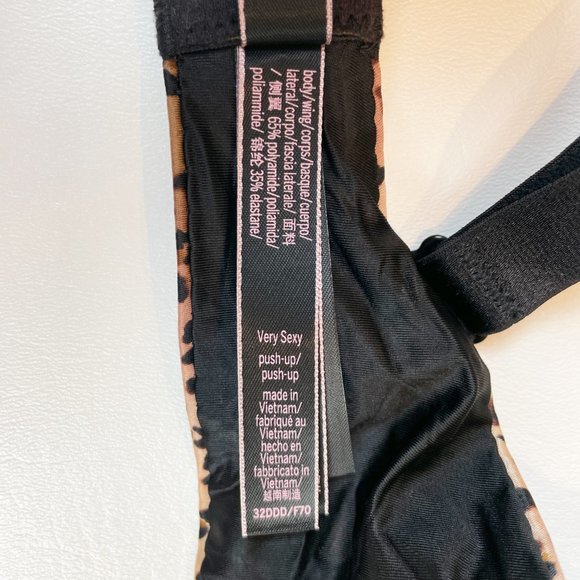 body/wing/corps/basque/cuerpo/
lateral/corpo/fascia laterale/ 面料
/ 侧翼 65% polyamide/poliamida/
poliammide/ 锦纶 35% elastane/
Very Sexy
push-up/
push-up
made in
Vietnam/
fabriqué au
Vietnam/
hecho en
Vietnam/
fabbricato in
Vietnam/
越南制造
32DDD/F70